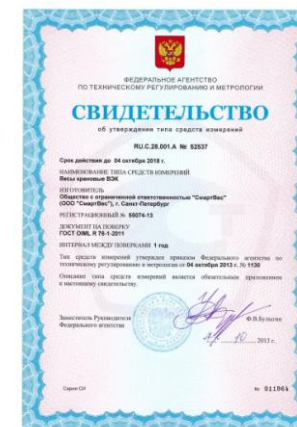 ФЕДЕРАЛЬНОЕ АГЕНТСТВО
ПО ТЕХНИЧЕСКОМУ РЕГУЛИРОВАНИЮ И МЕТРОЛОГИИ
СВИДЕТЕЛЬСТВО
об утверждении типа средств измерений
RU.C.28.001.A № 52537
Срок действия до 04 октября 2018 г.
НАИМЕНОВАНИЕ ТИПА СРЕДСТВ ИЗМЕРЕНИЙ
Весы крановые ВЭК
ИЗГОТОВИТЕЛЬ
Общество с ограниченной ответственностью "СмартВес"
(ООО "СмартВес"), г. Санкт-Петербург
РЕГИСТРАЦИОННЫЙ № 55074-13
ДОКУМЕНТ НА ПОВЕРКУ
ГОСТ OIML R 76-1-2011
ИНТЕРВАЛ МЕЖДУ ПОВЕРКАМИ 1 год
Тип средств измерений утвержден приказом Федерального агентства по
техническому регулированию и метрологии от 04 октября 2013 г. № 1130
Описание типа средств измерений является обязательным приложением
к настоящему свидетельству.
Заместитель Руководителя
Федерального агентства
Ф.В.Булыгин
10 2013 г.
Серия СИ
№ 011964